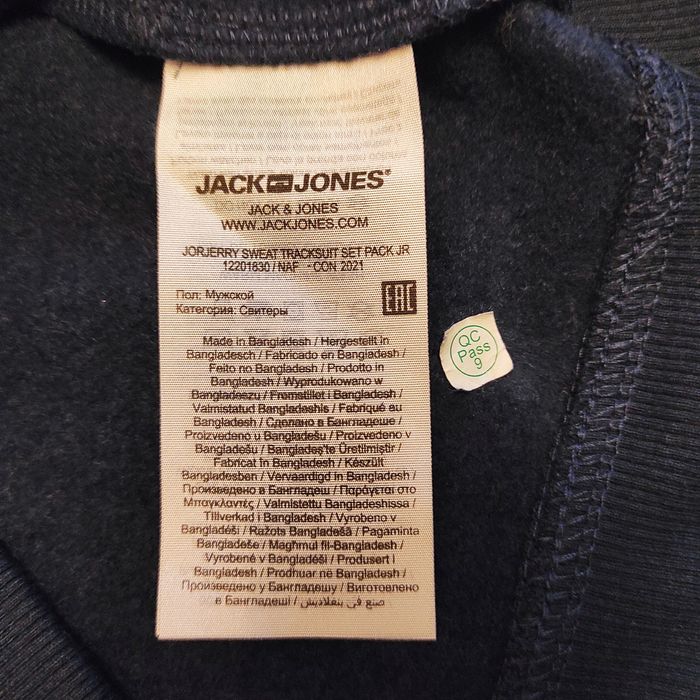 JACK JONES®
JACK & JONES
WWW.JACKJONES.COM
JORJERRY SWEAT TRACKSUIT SET PACK JR
12201830 / NAF - CON 2021
Пол: Мужской
Категория: Свитеры
EAC
Made in Bangladesh / Hergestellt in
Bangladesch / Fabricado en Bangladesh /
Feito no Bangladesh / Prodotto in
Bangladesh / Wyprodukowano w
Bangladeszu / Fremstillet i Bangladesh /
Valmistatud Bangladeshis / Fabriqué au
Bangladesh / Сделано в Бангладеше /
Proizvedeno u Bangladešu / Proizvedeno v
Bangladešu / Bangladeş'te Üretilmiştir /
Fabricat în Bangladesh / Készült
Bangladesben / Vervaardigd in Bangladesh /
Произведено в Бангладеш / Παράγεται στο
Μπαγκλαντές / Valmistettu Bangladeshissa /
Tillverkad i Bangladesh / Vyrobeno v
Bangladéši / Ražots Bangladešā / Pagaminta
Bangladeše / Magħmul fil-Bangladesh /
Vyrobené v Bangladéši / Produsert i
Bangladesh / Prodhuar në Bangladesh /
Произведено у Бангладешу / Виготовлено
в Бангладеші / صنع في بنغلاديش
QC
Pass
9